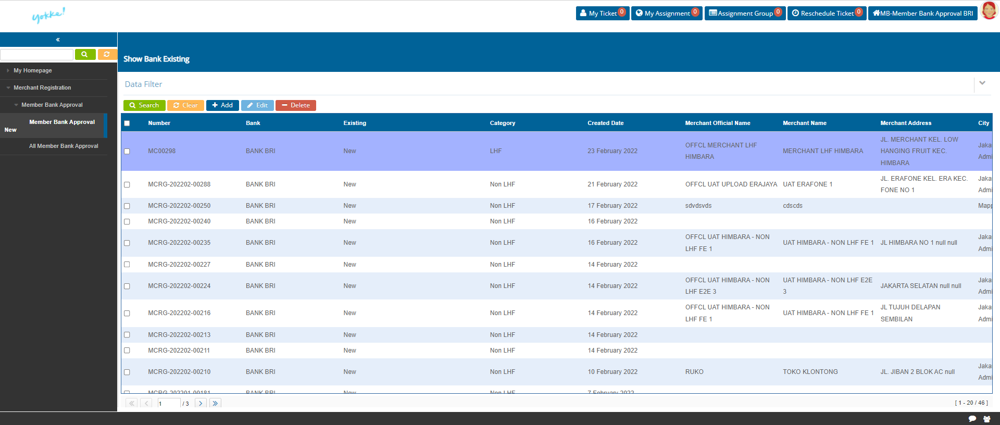 yokke!
My Ticket 0 My Assignment 0 Assignment Group 0 Reschedule Ticket 0 MB-Member Bank Approval BRI
«
Show Bank Existing
My Homepage
Merchant Registration
Member Bank Approval
Member Bank Approval
New
All Member Bank Approval
Data Filter
Search Clear Add Edit Delete
Number Bank Existing Category Created Date Merchant Official Name Merchant Name Merchant Address City
MC00298 BANK BRI New LHF 23 February 2022 OFFCL MERCHANT LHF HIMBARA MERCHANT LHF HIMBARA JL. MERCHANT KEL. LOW HANGING FRUIT KEC. HIMBARA Jaka Admi
MCRG-202202-00288 BANK BRI New Non LHF 21 February 2022 OFFCL UAT UPLOAD ERAJAYA UAT ERAFONE 1 JL. ERAFONE KEL. ERA KEC. FONE NO 1 Jaka Admi
MCRG-202202-00250 BANK BRI New Non LHF 17 February 2022 sdvdsvds cdscds Mapp
MCRG-202202-00240 BANK BRI New Non LHF 16 February 2022
MCRG-202202-00235 BANK BRI New Non LHF 16 February 2022 OFFCL UAT HIMBARA - NON LHF FE 1 UAT HIMBARA - NON LHF FE 1 JL HIMBARA NO 1 null null Jaka Admi
MCRG-202202-00227 BANK BRI New Non LHF 14 February 2022
MCRG-202202-00224 BANK BRI New Non LHF 14 February 2022 OFFCL UAT HIMBARA - NON LHF E2E 3 UAT HIMBARA - NON LHF E2E 3 JAKARTA SELATAN null null Jaka Admi
MCRG-202202-00216 BANK BRI New Non LHF 14 February 2022 OFFCL UAT HIMBARA - NON LHF FE 1 UAT HIMBARA - NON LHF FE 1 JL TUJUH DELAPAN SEMBILAN Jaka Admi
MCRG-202202-00213 BANK BRI New Non LHF 14 February 2022
MCRG-202202-00211 BANK BRI New Non LHF 14 February 2022
MCRG-202202-00210 BANK BRI New Non LHF 10 February 2022 RUKO TOKO KLONTONG JL. JIBAN 2 BLOK AC null Jaka Admi
MCRG-202201-00181 BANK BRI New Non LHF 7 February 2022
1 / 3 [ 1 - 20 / 46 ]